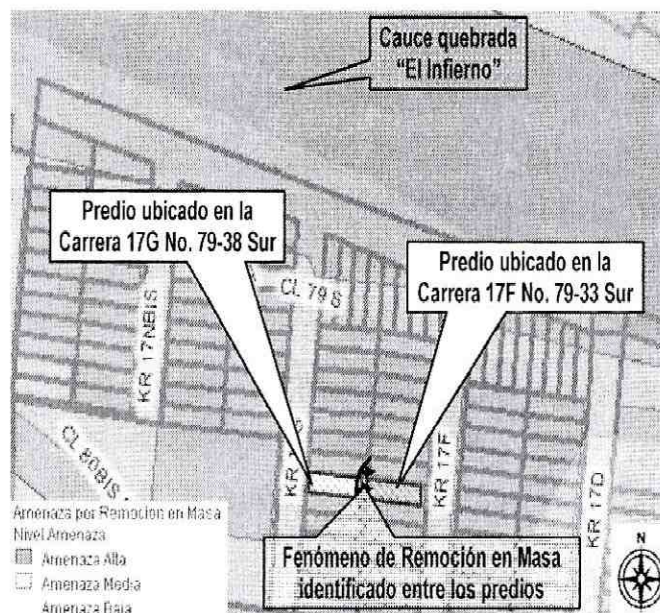 Cauce quebrada
“El Infierno”
Predio ubicado en la
Carrera 17G No. 79-38 Sur
Predio ubicado en la
Carrera 17F No. 79-33 Sur
CL 79 S
KR 17NBIS
KR 17F
KR 17D
CL 80BIS
KR
Amenaza por Remoción en Masa
Nivel Amenaza
Amenaza Alta
Amenaza Media
Amenaza Baja
Fenómeno de Remoción en Masa
identificado entre los predios
N